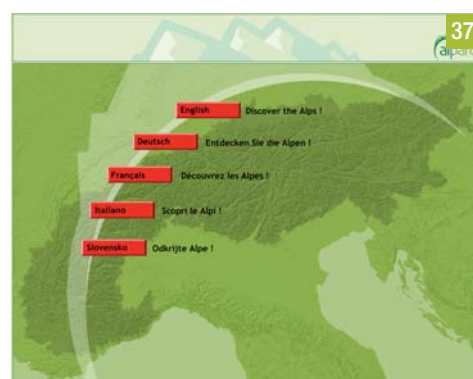 37
English Discover the Alps !
Deutsch Entdecken Sie die Alpen !
Français Découvrez les Alpes !
Italiano Scopri le Alpi !
Slovensko Odkrijte Alpe !